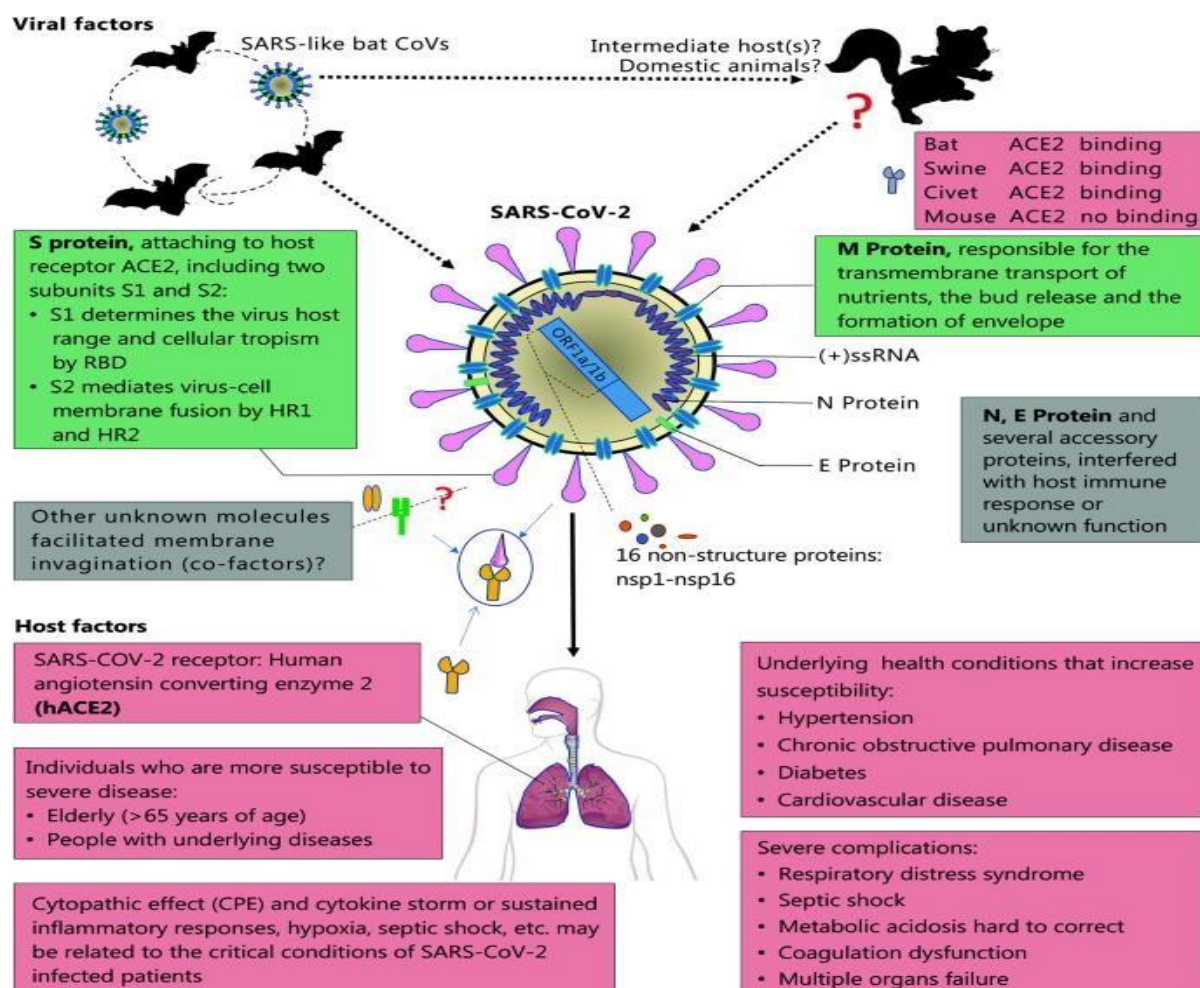 Viral factors
SARS-like bat CoVs
Intermediate host(s)?
Domestic animals?
?
Bat ACE2 binding
Swine ACE2 binding
Civet ACE2 binding
Mouse ACE2 no binding
SARS-CoV-2
S protein, attaching to host
receptor ACE2, including two
subunits S1 and S2:
• S1 determines the virus host
range and cellular tropism
by RBD
• S2 mediates virus-cell
membrane fusion by HR1
and HR2
M Protein, responsible for the
transmembrane transport of
nutrients, the bud release and the
formation of envelope
ORF1a/1b
(+)ssRNA
N Protein
E Protein
N, E Protein and
several accessory
proteins, interfered
with host immune
response or
unknown function
?
Other unknown molecules
facilitated membrane
invagination (co-factors)?
16 non-structure proteins:
nsp1-nsp16
Host factors
SARS-COV-2 receptor: Human
angiotensin converting enzyme 2
(hACE2)
Individuals who are more susceptible to
severe disease:
• Elderly (>65 years of age)
• People with underlying diseases
Cytopathic effect (CPE) and cytokine storm or sustained
inflammatory responses, hypoxia, septic shock, etc. may
be related to the critical conditions of SARS-CoV-2
infected patients
Underlying health conditions that increase
susceptibility:
• Hypertension
• Chronic obstructive pulmonary disease
• Diabetes
• Cardiovascular disease
Severe complications:
• Respiratory distress syndrome
• Septic shock
• Metabolic acidosis hard to correct
• Coagulation dysfunction
• Multiple organs failure